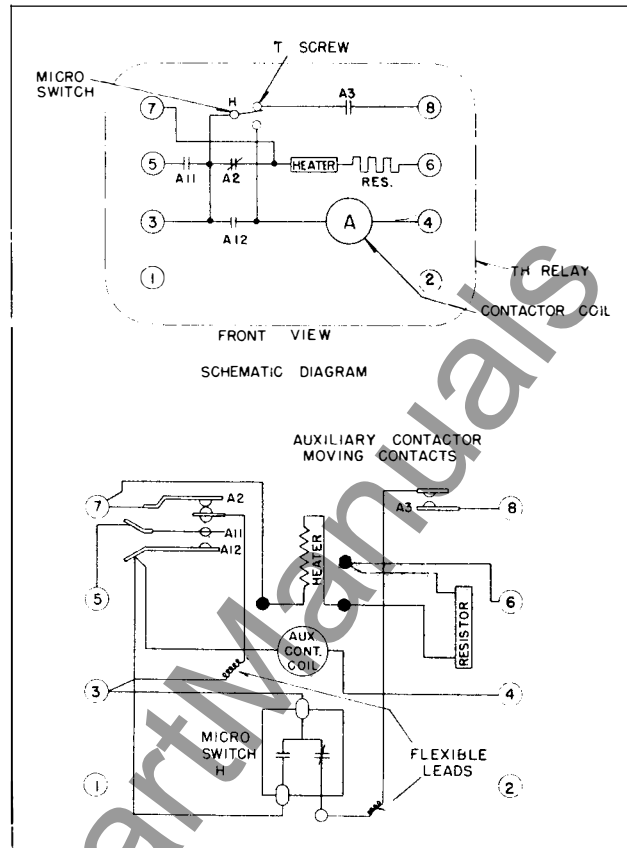 T SCREW
MICRO
SWITCH
H
A3
7
8
5
A11
A2
HEATER
RES.
6
3
A12
A
4
1
2
TH RELAY
CONTACTOR COIL
FRONT VIEW
SCHEMATIC DIAGRAM
AUXILIARY CONTACTOR
MOVING CONTACTS
7
A2
A3
8
A11
A12
5
HEATER
6
RESISTOR
AUX
CONT.
COIL
3
4
MICRO
SWITCH
H
FLEXIBLE
LEADS
1
2
artManuals